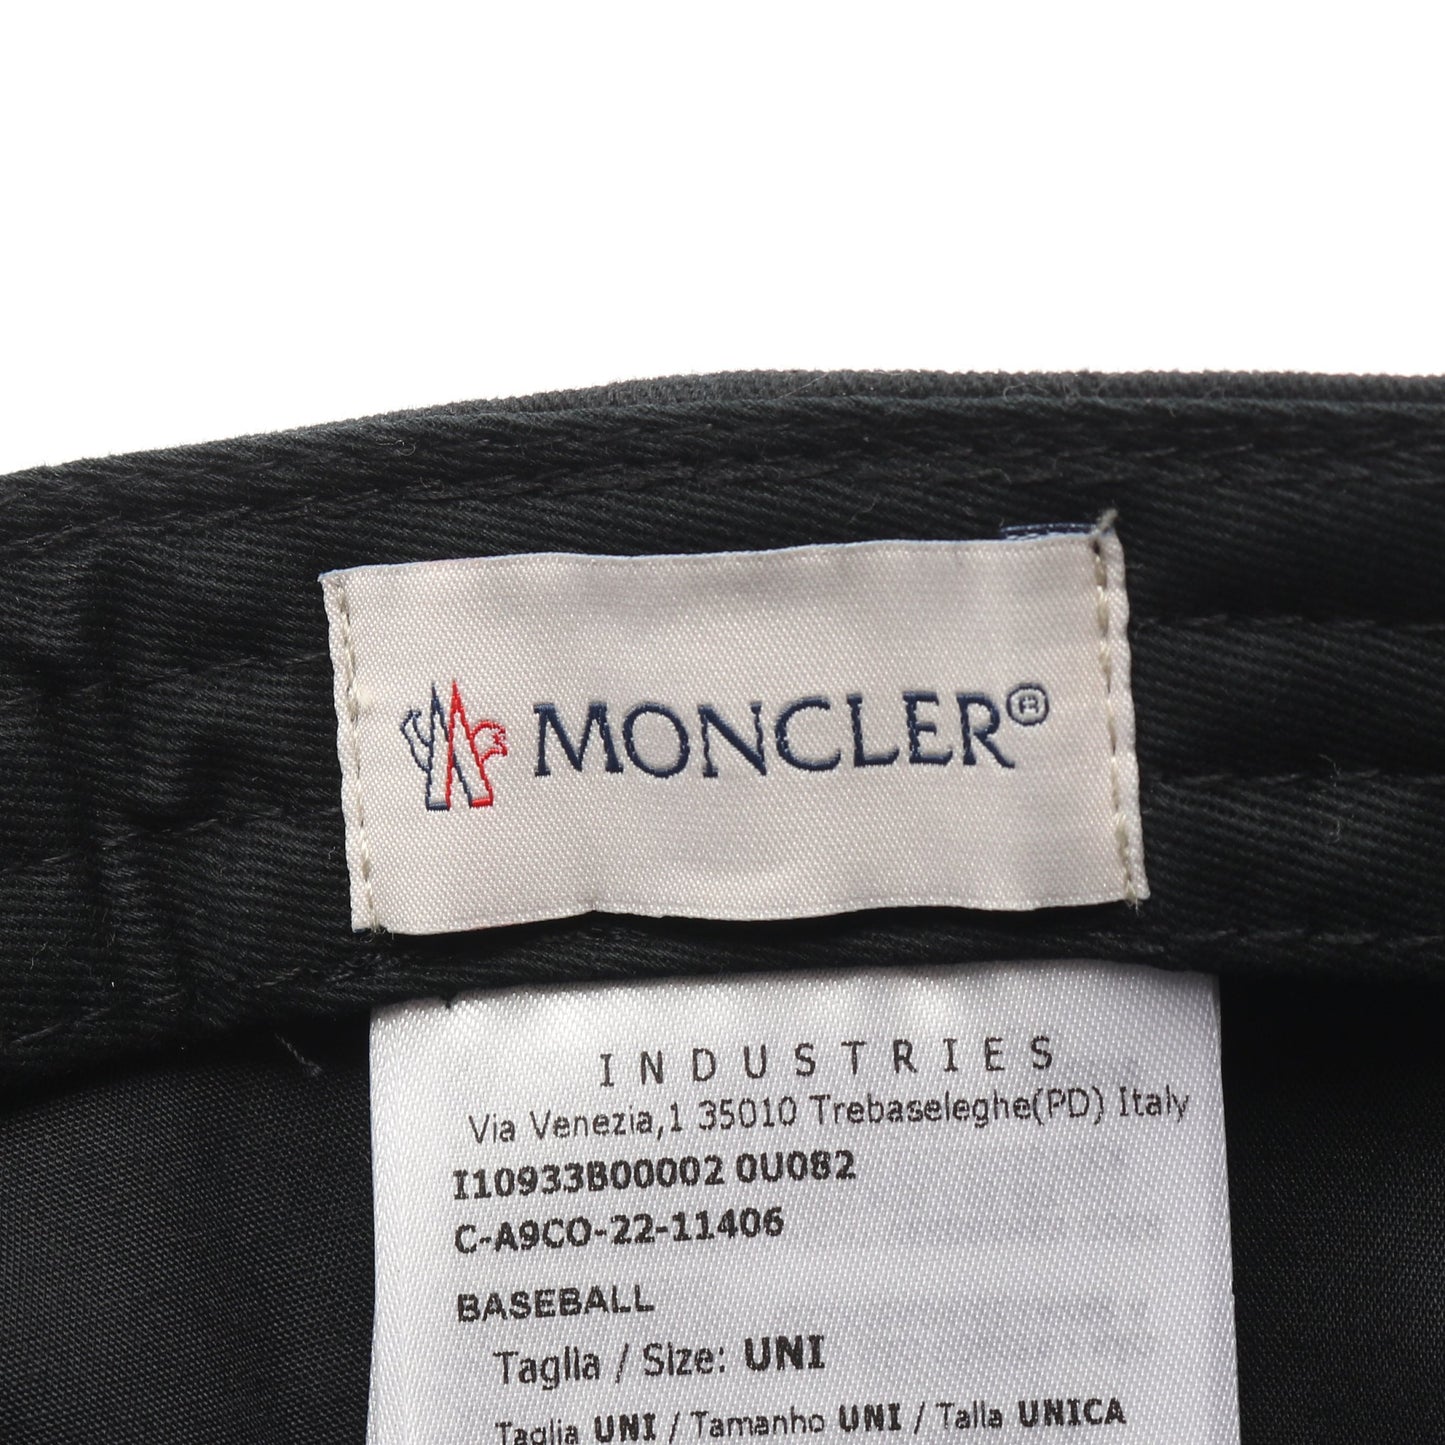 MONCLER®
INDUSTRIES
Via Venezia,1 35010 Trebaseleghe(PD) Italy
I10933B00002 0U082
C-A9CO-22-11406
BASEBALL
Taglia / Size: UNI
Taglia UNI / Tamanho UNI / Talla UNICA